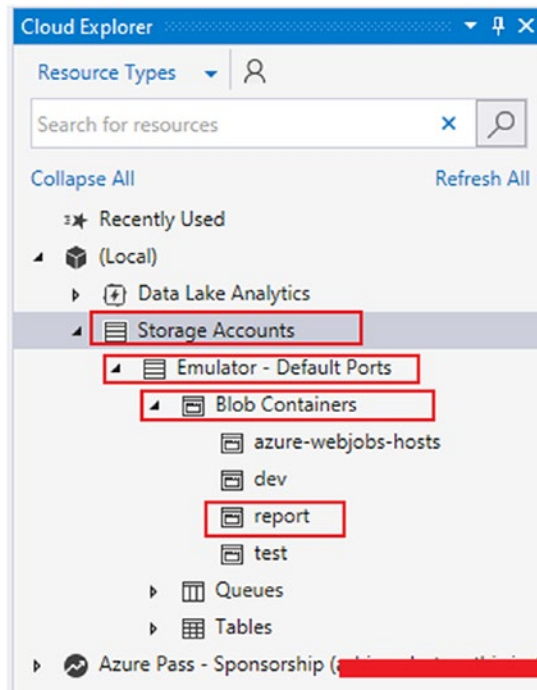 Cloud Explorer
Resource Types
Search for resources
Collapse All Refresh All
Recently Used
(Local)
Data Lake Analytics
Storage Accounts
Emulator - Default Ports
Blob Containers
azure-webjobs-hosts
dev
report
test
Queues
Tables
Azure Pass - Sponsorship (